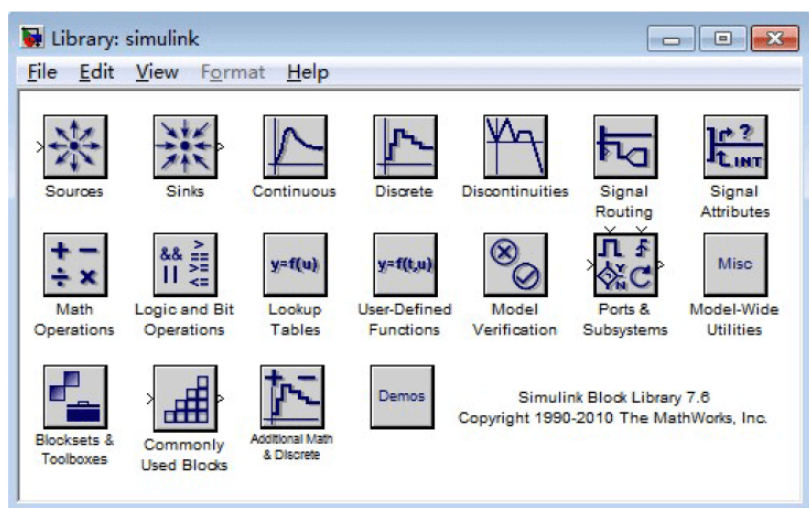 Library: simulink
File Edit View Format Help
Sources Sinks Continuous Discrete Discontinuities Signal Routing Signal Attributes
? INT
+ − ÷ × && || > == >= <= y=f(u) y=f(t,u) Y N Misc
Math Operations Logic and Bit Operations Lookup Tables User-Defined Functions Model Verification Ports & Subsystems Model-Wide Utilities
+ − Demos
Blocksets & Toolboxes Commonly Used Blocks Additional Math & Discrete
Simulink Block Library 7.6
Copyright 1990-2010 The MathWorks, Inc.